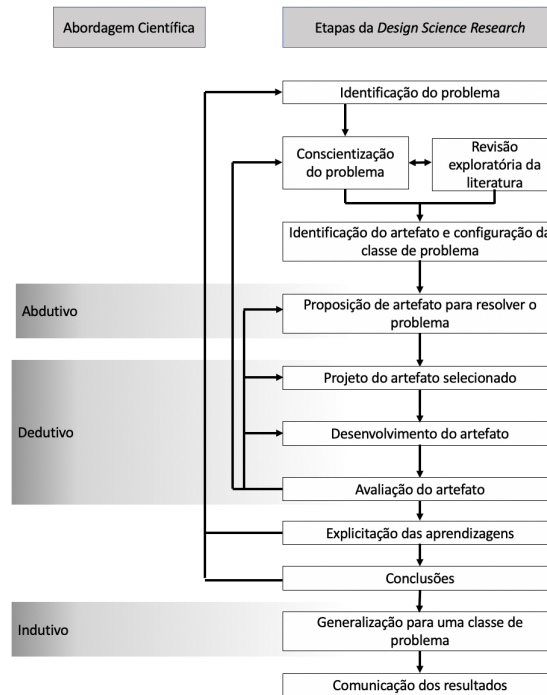 Abordagem Científica
Etapas da Design Science Research
Identificação do problema
Conscientização
do problema
Revisão
exploratória da
literatura
Identificação do artefato e configuração da
classe de problema
Abdutivo
Proposição de artefato para resolver o
problema
Dedutivo
Projeto do artefato selecionado
Desenvolvimento do artefato
Avaliação do artefato
Explicitação das aprendizagens
Conclusões
Indutivo
Generalização para uma classe de
problema
Comunicação dos resultados